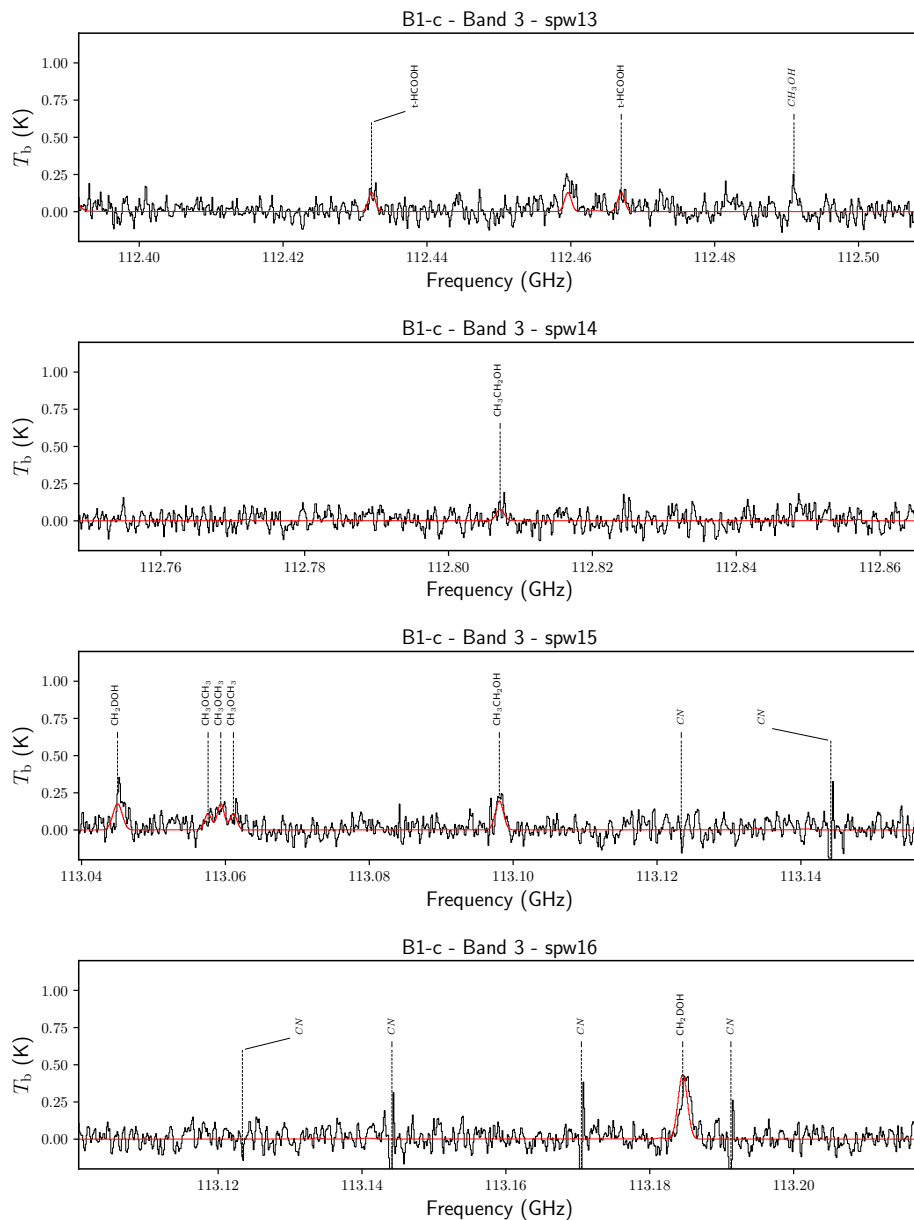 B1-c - Band 3 - spw13
t-HCOOH
t-HCOOH
CH₃OH
1.00
0.75
0.50
0.25
0.00
T_b (K)
112.40 112.42 112.44 112.46 112.48 112.50
Frequency (GHz)
B1-c - Band 3 - spw14
CH₃CH₂OH
1.00
0.75
0.50
0.25
0.00
T_b (K)
112.76 112.78 112.80 112.82 112.84 112.86
Frequency (GHz)
B1-c - Band 3 - spw15
CH₂DOH
CH₃OCH₃
CH₃OCH₃
CH₃OCH₃
CH₃CH₂OH
CN
CN
1.00
0.75
0.50
0.25
0.00
T_b (K)
113.04 113.06 113.08 113.10 113.12 113.14
Frequency (GHz)
B1-c - Band 3 - spw16
CN
CN
CN
CH₂DOH
CN
1.00
0.75
0.50
0.25
0.00
T_b (K)
113.12 113.14 113.16 113.18 113.20
Frequency (GHz)